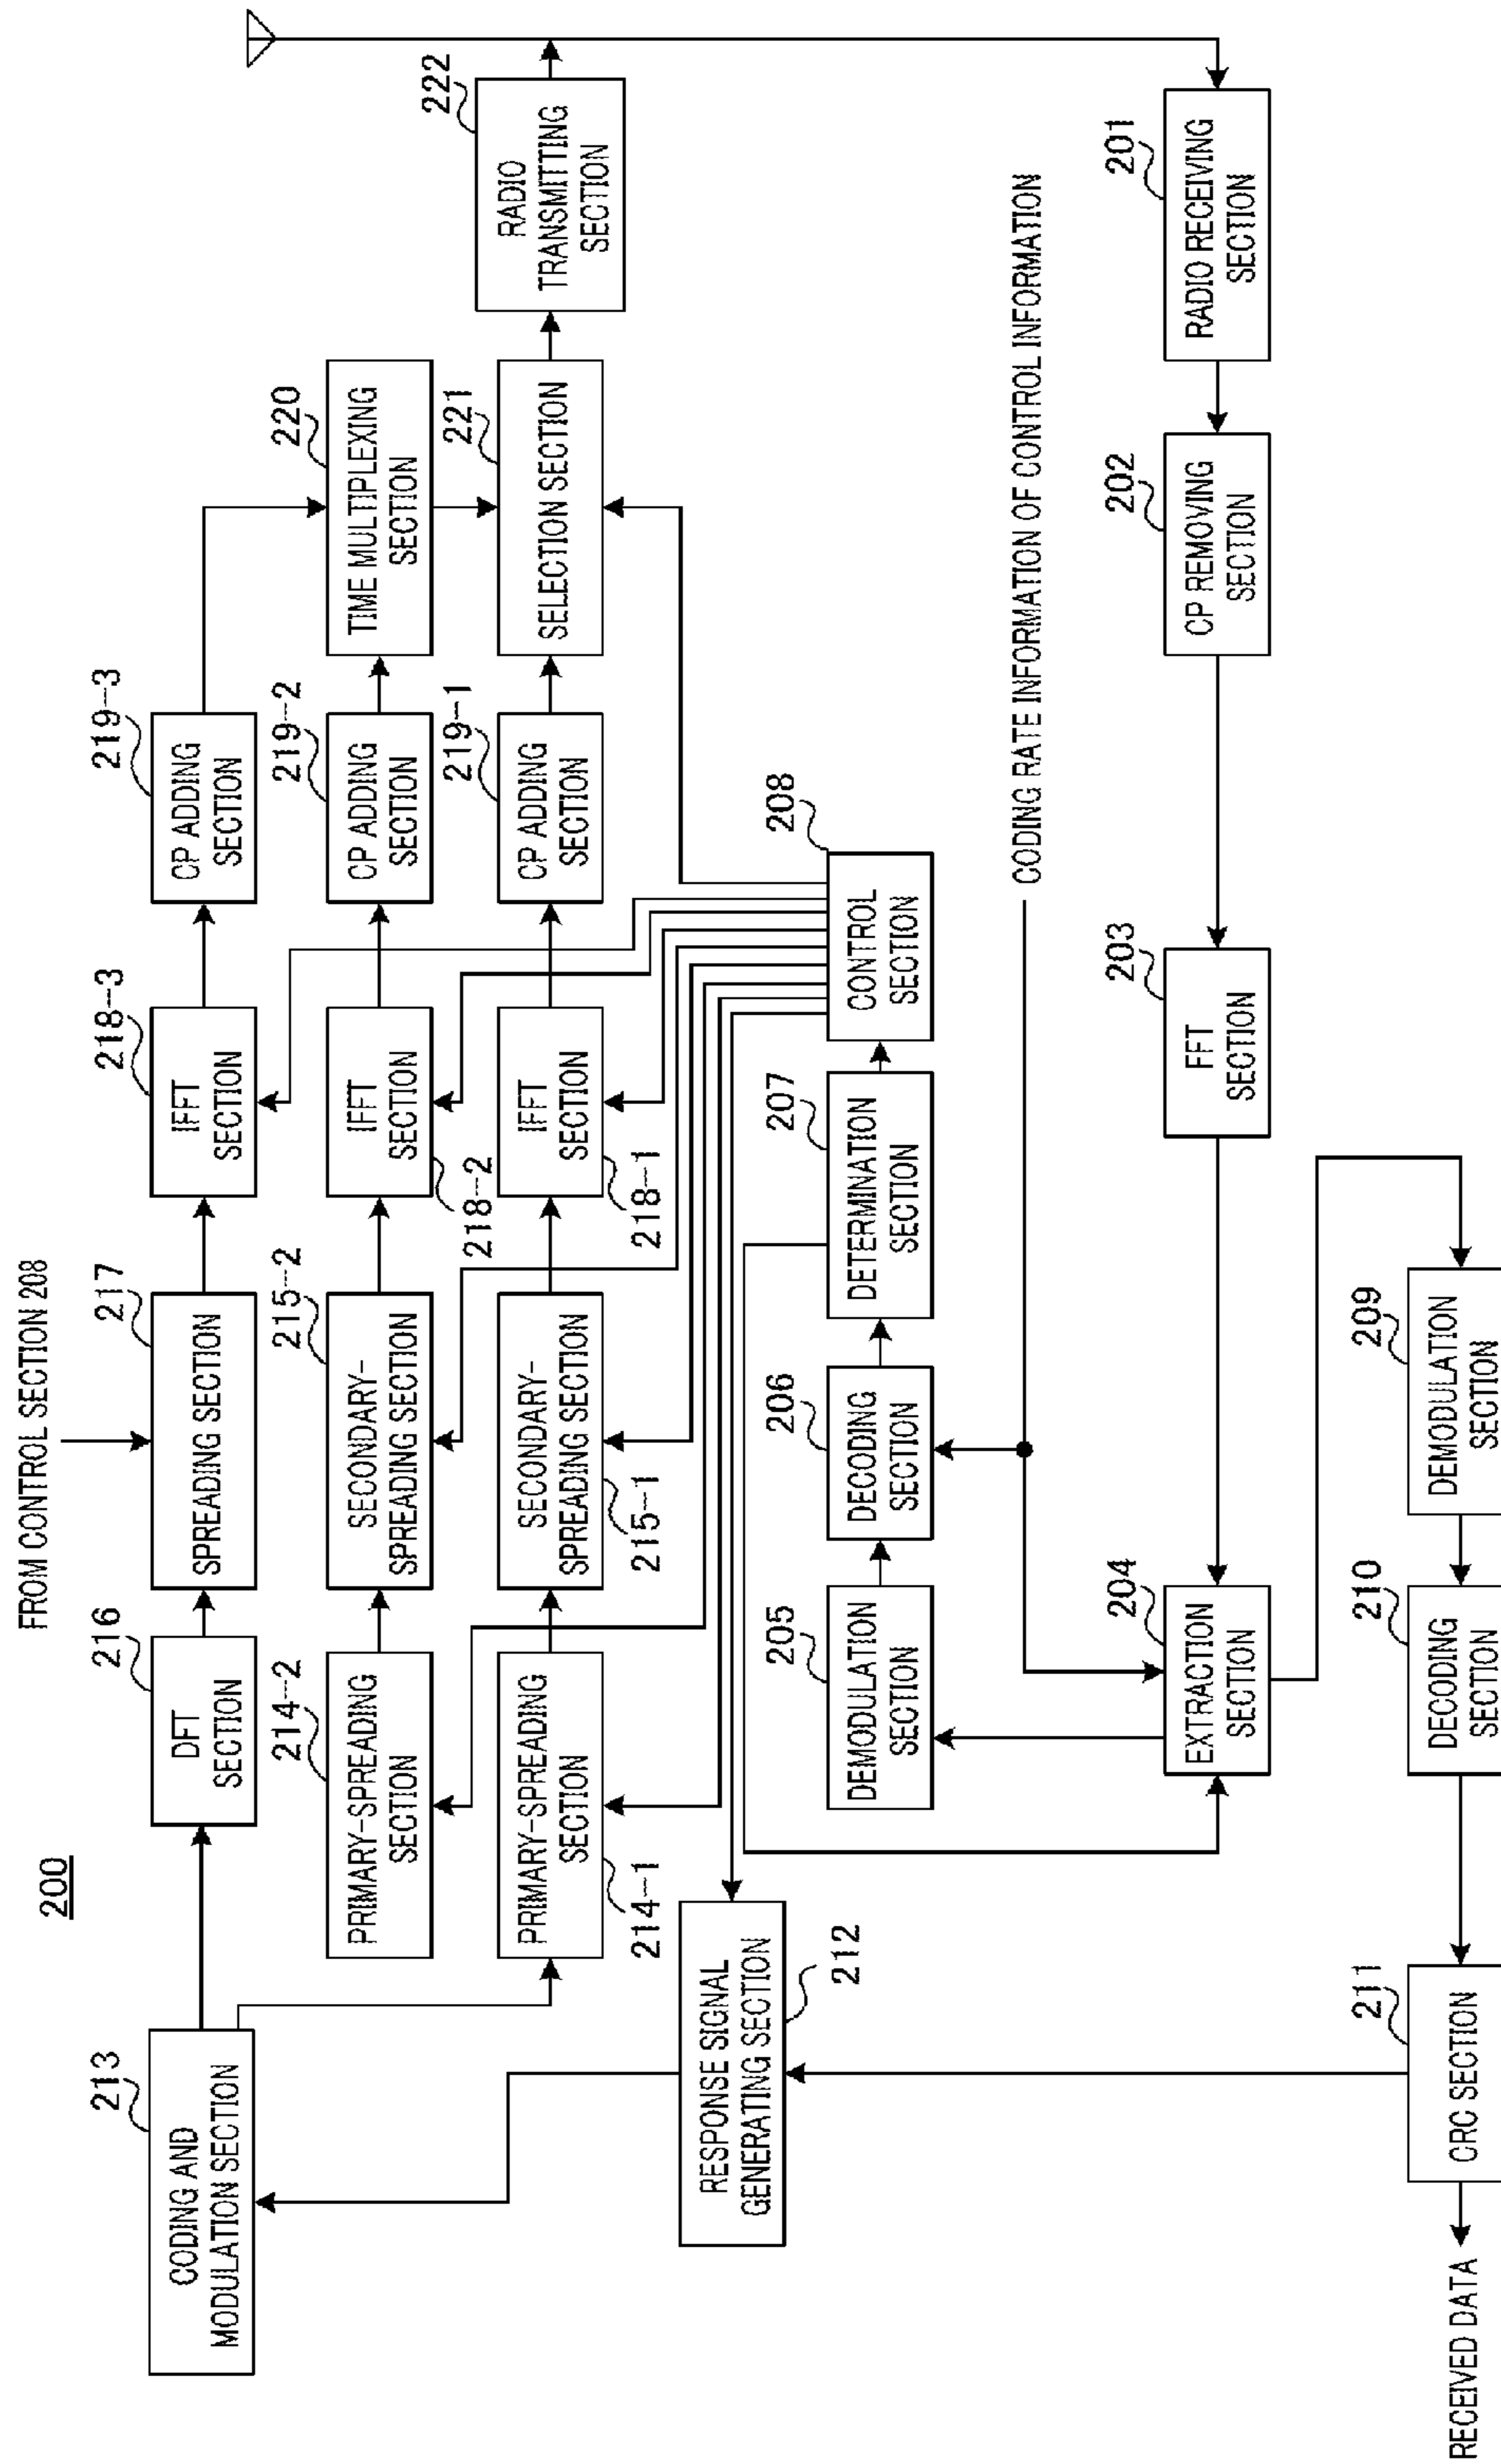 200
FROM CONTROL SECTION 208
213
CODING AND
MODULATION SECTION
216
DFT
SECTION
217
SPREADING SECTION
218-3
IFFT
SECTION
219-3
CP ADDING
SECTION
214-2
PRIMARY-SPREADING
SECTION
215-2
SECONDARY-
SPREADING SECTION
218-2
IFFT
SECTION
219-2
CP ADDING
SECTION
220
TIME MULTIPLEXING
SECTION
214-1
PRIMARY-SPREADING
SECTION
215-1
SECONDARY-
SPREADING SECTION
218-1
IFFT
SECTION
219-1
CP ADDING
SECTION
221
SELECTION SECTION
222
RADIO
TRANSMITTING
SECTION
212
RESPONSE SIGNAL
GENERATING SECTION
205
DEMODULATION
SECTION
206
DECODING
SECTION
207
DETERMINATION
SECTION
208
CONTROL
SECTION
CODING RATE INFORMATION OF CONTROL INFORMATION
204
EXTRACTION
SECTION
203
FFT
SECTION
202
CP REMOVING
SECTION
201
RADIO RECEIVING
SECTION
RECEIVED DATA
211
CRC SECTION
210
DECODING
SECTION
209
DEMODULATION
SECTION